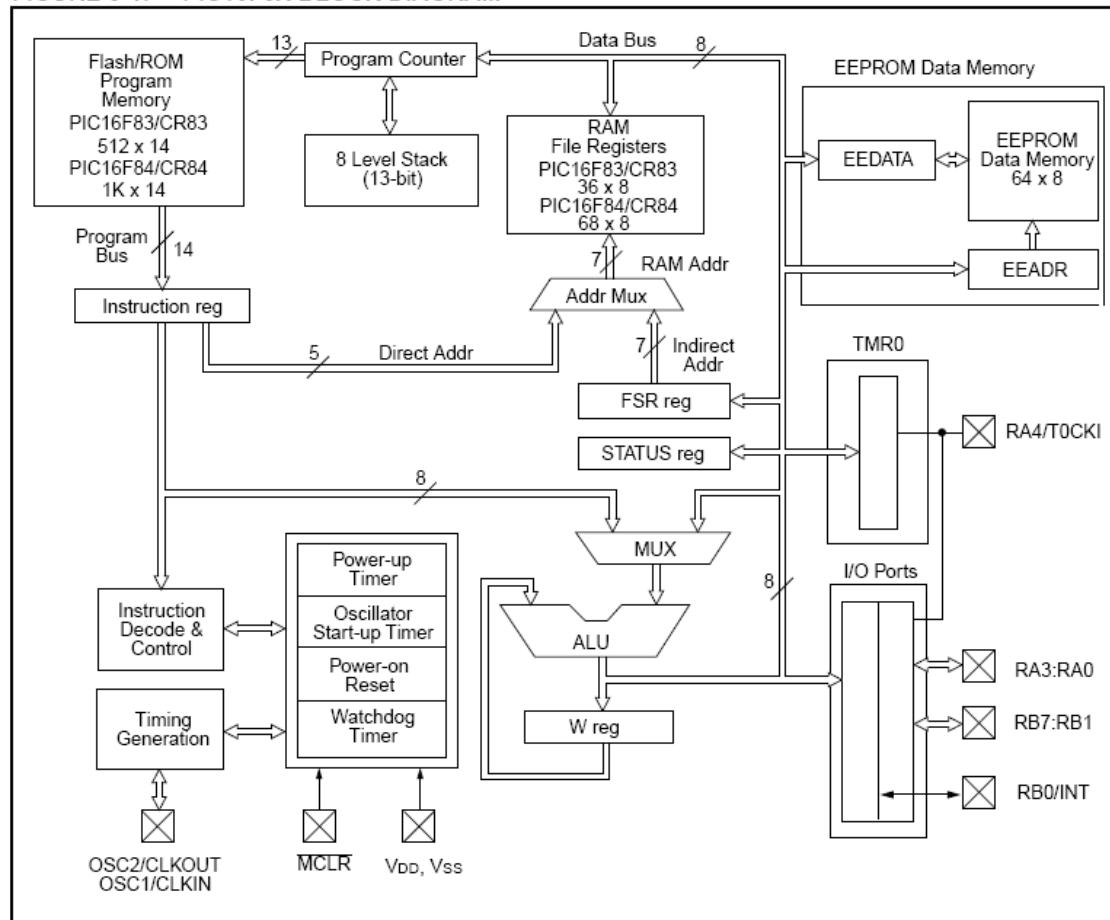 13
Data Bus
8
Flash/ROM
Program
Memory
PIC16F83/CR83
512 x 14
PIC16F84/CR84
1K x 14
Program Counter
8 Level Stack
(13-bit)
RAM
File Registers
PIC16F83/CR83
36 x 8
PIC16F84/CR84
68 x 8
EEPROM Data Memory
EEDATA
EEPROM
Data Memory
64 x 8
EEADR
Program
Bus
14
Instruction reg
7
RAM Addr
Addr Mux
5
Direct Addr
7
Indirect
Addr
FSR reg
STATUS reg
TMR0
RA4/T0CKI
8
MUX
8
I/O Ports
Power-up
Timer
Oscillator
Start-up Timer
Power-on
Reset
Watchdog
Timer
Instruction
Decode &
Control
Timing
Generation
ALU
W reg
RA3:RA0
RB7:RB1
RB0/INT
OSC2/CLKOUT
OSC1/CLKIN
MCLR
VDD, VSS